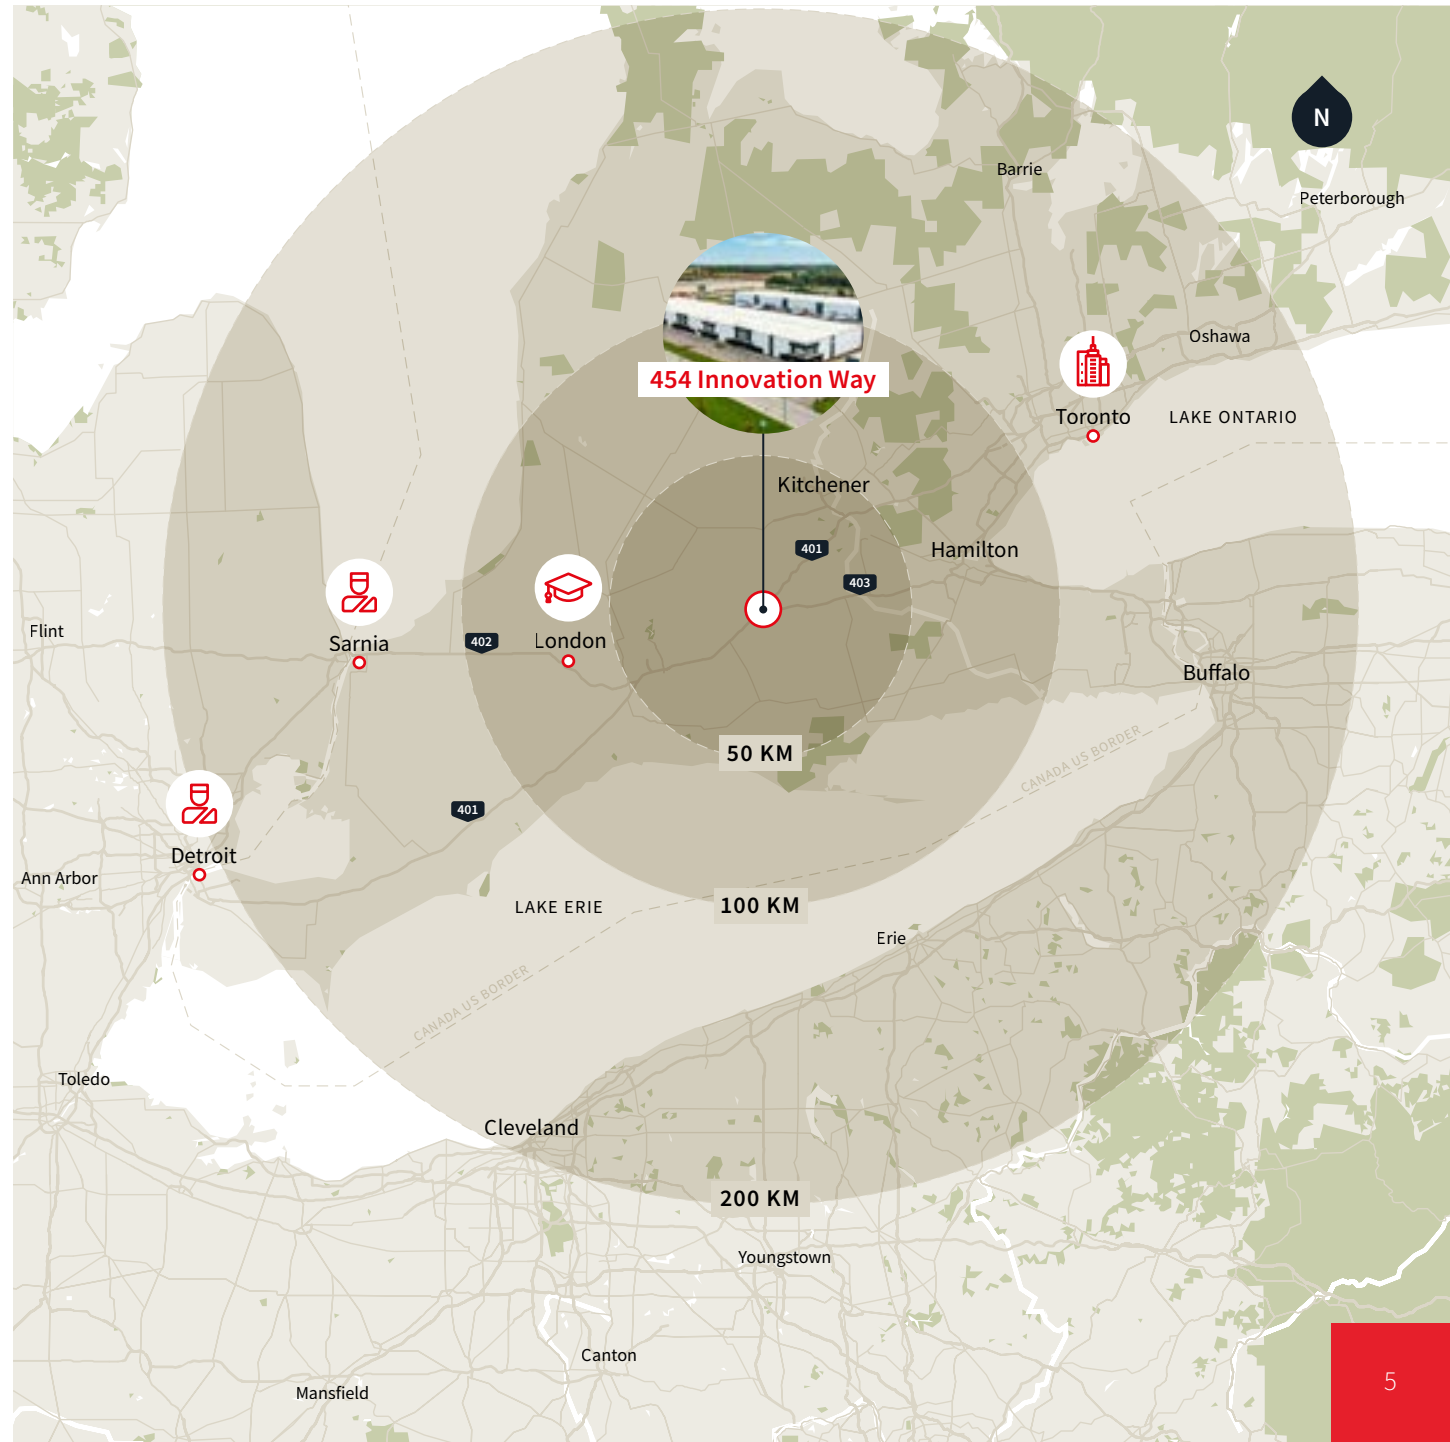 N
Barrie
Peterborough
Oshawa
454 Innovation Way
Toronto
LAKE ONTARIO
Kitchener
401
Hamilton
403
Flint
Sarnia
402
London
Buffalo
50 KM
CANADA US BORDER
401
Detroit
Ann Arbor
LAKE ERIE
100 KM
Erie
CANADA US BORDER
Toledo
Cleveland
200 KM
Youngstown
Canton
Mansfield
5